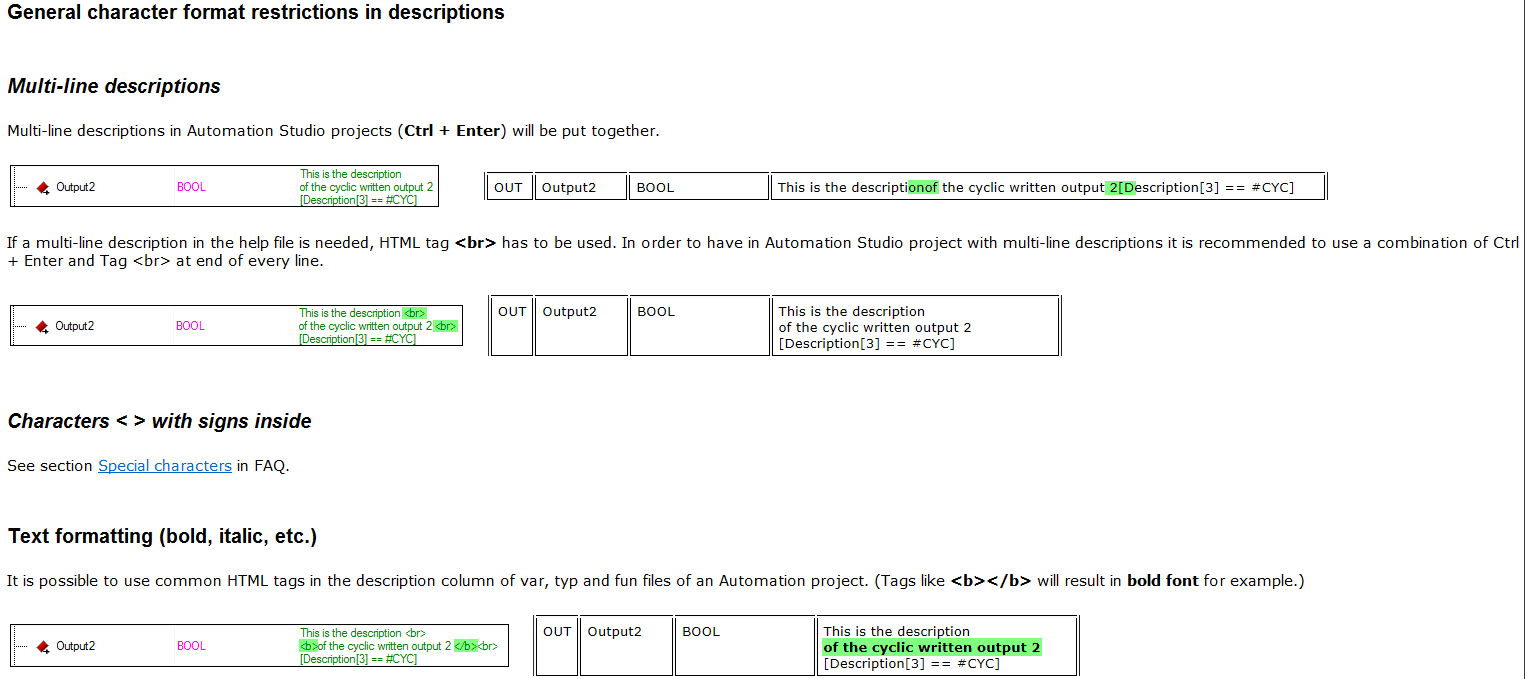 General character format restrictions in descriptions
Multi-line descriptions
Multi-line descriptions in Automation Studio projects (Ctrl + Enter) will be put together.
Output2 BOOL This is the description
of the cyclic written output 2
[Description[3] == #CYC]
OUT Output2 BOOL This is the descriptionof the cyclic written output 2[Description[3] == #CYC]
If a multi-line description in the help file is needed, HTML tag <br> has to be used. In order to have in Automation Studio project with multi-line descriptions it is recommended to use a combination of Ctrl
+ Enter and Tag <br> at end of every line.
Output2 BOOL This is the description <br>
of the cyclic written output 2 <br>
[Description[3] == #CYC]
OUT Output2 BOOL This is the description
of the cyclic written output 2
[Description[3] == #CYC]
Characters < > with signs inside
See section Special characters in FAQ.
Text formatting (bold, italic, etc.)
It is possible to use common HTML tags in the description column of var, typ and fun files of an Automation project. (Tags like <b></b> will result in bold font for example.)
Output2 BOOL This is the description <br>
<b>of the cyclic written output 2 </b><br>
[Description[3] == #CYC]
OUT Output2 BOOL This is the description
of the cyclic written output 2
[Description[3] == #CYC]